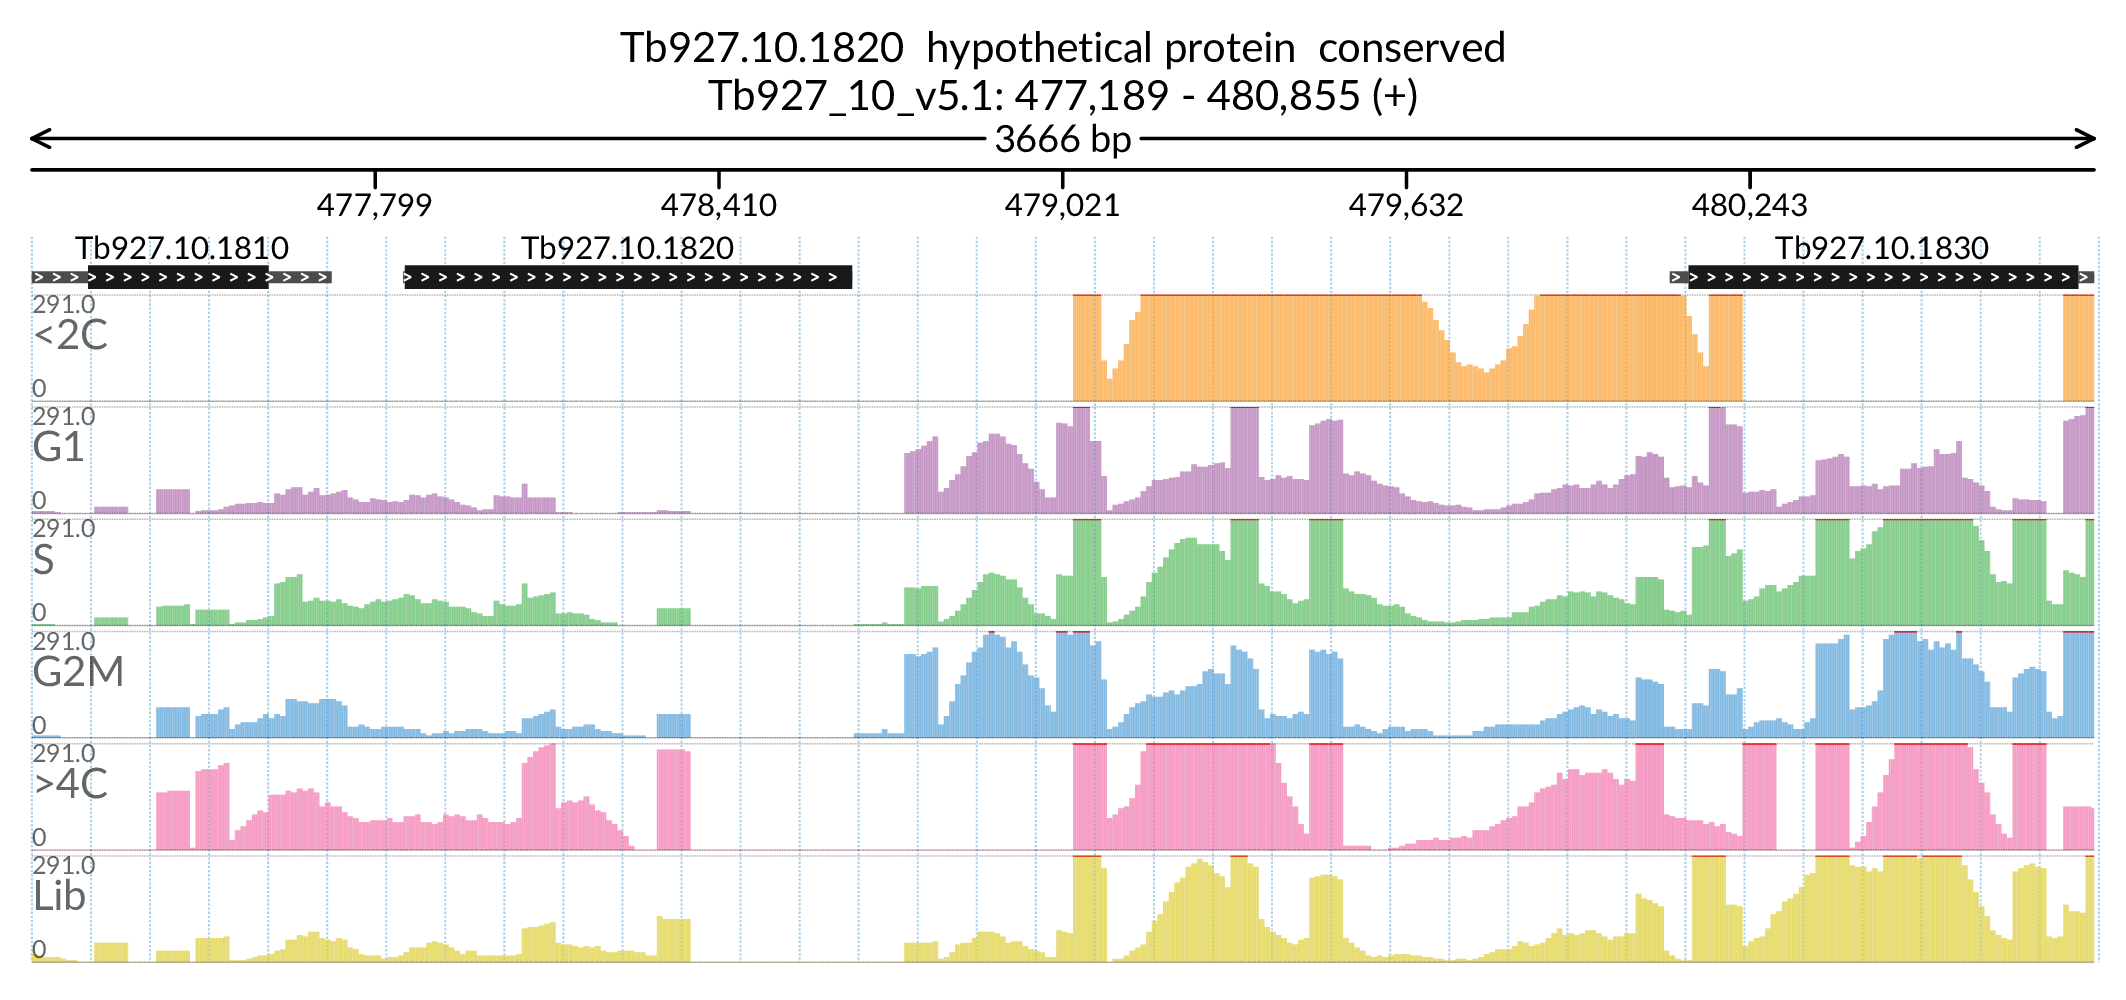 Tb927.10.1820  hypothetical protein  conserved
Tb927_10_v5.1: 477,189 - 480,855 (+)
3666 bp
477,799 478,410 479,021 479,632 480,243
Tb927.10.1810 Tb927.10.1820 Tb927.10.1830
291.0
<2C
0
291.0
G1
0
291.0
S
0
291.0
G2M
0
291.0
>4C
0
291.0
Lib
0